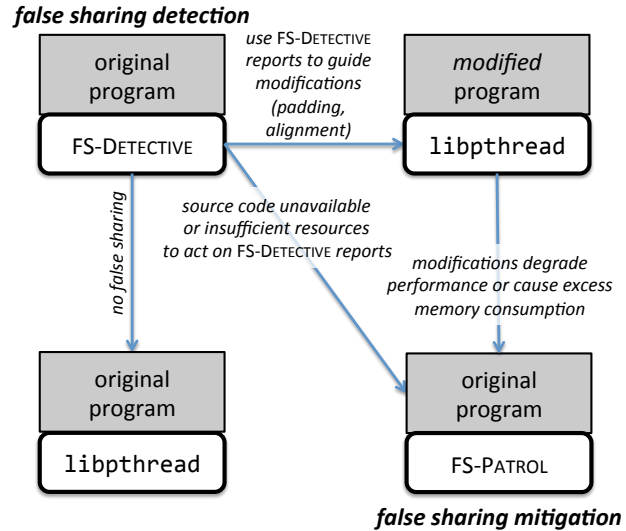 false sharing detection
original
program
FS-DETECTIVE
use FS-DETECTIVE
reports to guide
modifications
(padding,
alignment)
modified
program
libpthread
no false sharing
source code unavailable
or insufficient resources
to act on FS-DETECTIVE reports
modifications degrade
performance or cause excess
memory consumption
original
program
libpthread
original
program
FS-PATROL
false sharing mitigation